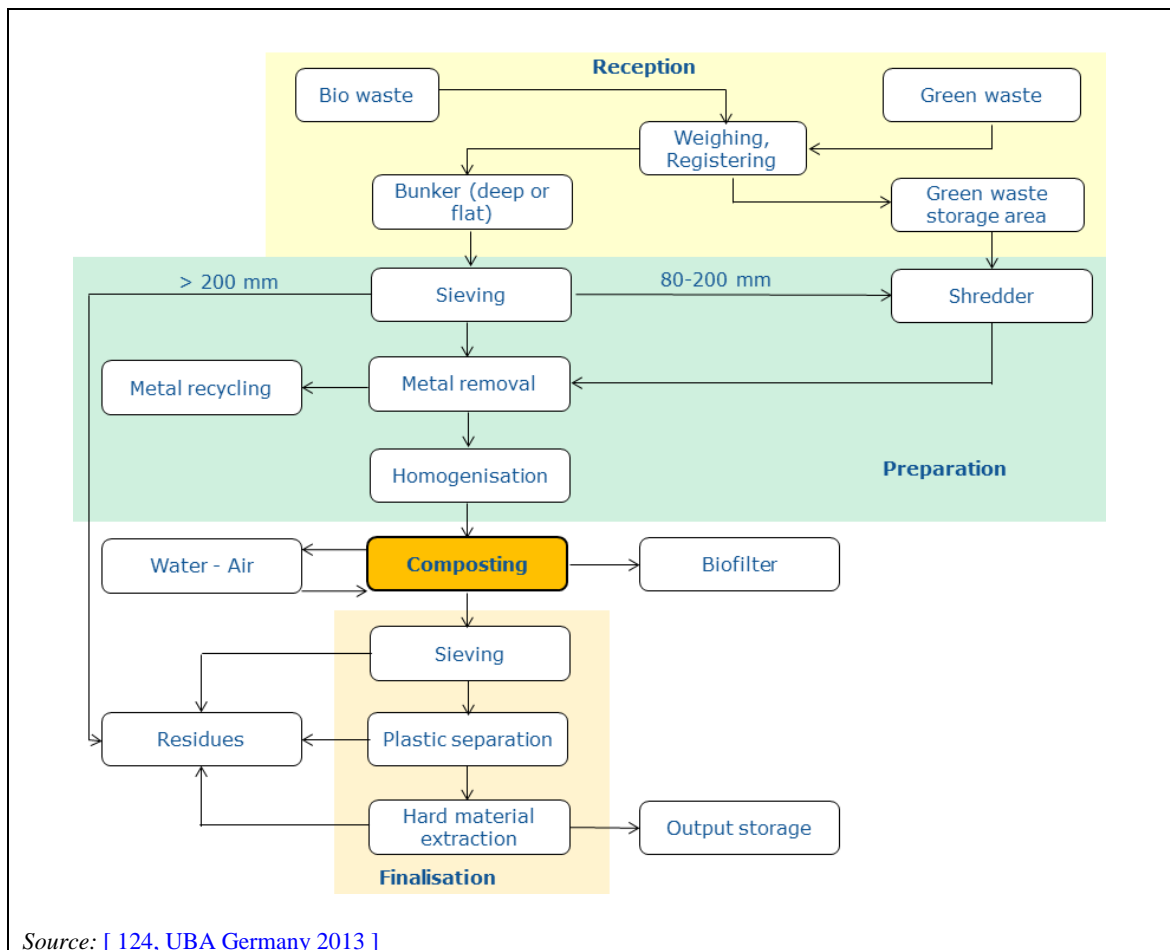 Reception
Bio waste
Green waste
Weighing,
Registering
Bunker (deep or
flat)
Green waste
storage area
> 200 mm
Sieving
80-200 mm
Shredder
Metal recycling
Metal removal
Homogenisation
Preparation
Water - Air
Composting
Biofilter
Sieving
Residues
Plastic separation
Hard material
extraction
Output storage
Finalisation
Source: [ 124, UBA Germany 2013 ]